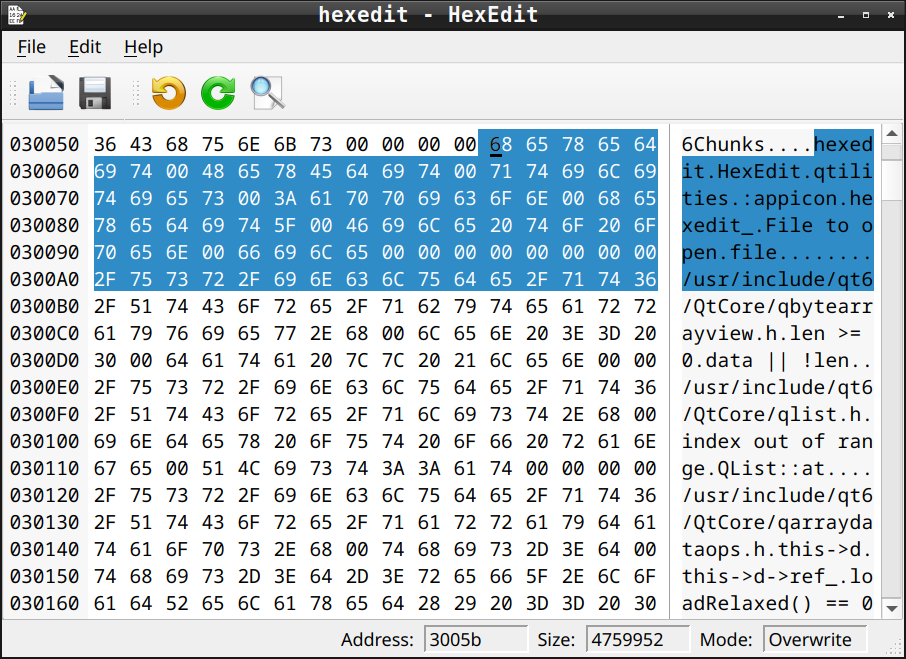 hexedit - HexEdit
File Edit Help
030050 36 43 68 75 6E 6B 73 00 00 00 00 68 65 78 65 64 6Chunks....hexed
030060 69 74 00 48 65 78 45 64 69 74 00 71 74 69 6C 69 it.HexEdit.qtili
030070 74 69 65 73 00 3A 61 70 70 69 63 6F 6E 00 68 65 ties.:appicon.he
030080 78 65 64 69 74 5F 00 46 69 6C 65 20 74 6F 20 6F xedit_.File to o
030090 70 65 6E 00 66 69 6C 65 00 00 00 00 00 00 00 00 pen.file........
0300A0 2F 75 73 72 2F 69 6E 63 6C 75 64 65 2F 71 74 36 /usr/include/qt6
0300B0 2F 51 74 43 6F 72 65 2F 71 62 79 74 65 61 72 72 /QtCore/qbytearr
0300C0 61 79 76 69 65 77 2E 68 00 6C 65 6E 20 3E 3D 20 ayview.h.len >=
0300D0 30 00 64 61 74 61 20 7C 7C 20 21 6C 65 6E 00 00 0.data || !len..
0300E0 2F 75 73 72 2F 69 6E 63 6C 75 64 65 2F 71 74 36 /usr/include/qt6
0300F0 2F 51 74 43 6F 72 65 2F 71 6C 69 73 74 2E 68 00 /QtCore/qlist.h.
030100 69 6E 64 65 78 20 6F 75 74 20 6F 66 20 72 61 6E index out of ran
030110 67 65 00 51 4C 69 73 74 3A 3A 61 74 00 00 00 00 ge.QList::at....
030120 2F 75 73 72 2F 69 6E 63 6C 75 64 65 2F 71 74 36 /usr/include/qt6
030130 2F 51 74 43 6F 72 65 2F 71 61 72 72 61 79 64 61 /QtCore/qarrayda
030140 74 61 6F 70 73 2E 68 00 74 68 69 73 2D 3E 64 00 taops.h.this->d.
030150 74 68 69 73 2D 3E 64 2D 3E 72 65 66 5F 2E 6C 6F this->d->ref_.lo
030160 61 64 52 65 6C 61 78 65 64 28 29 20 3D 3D 20 30 adRelaxed() == 0
Address: 3005b Size: 4759952 Mode: Overwrite